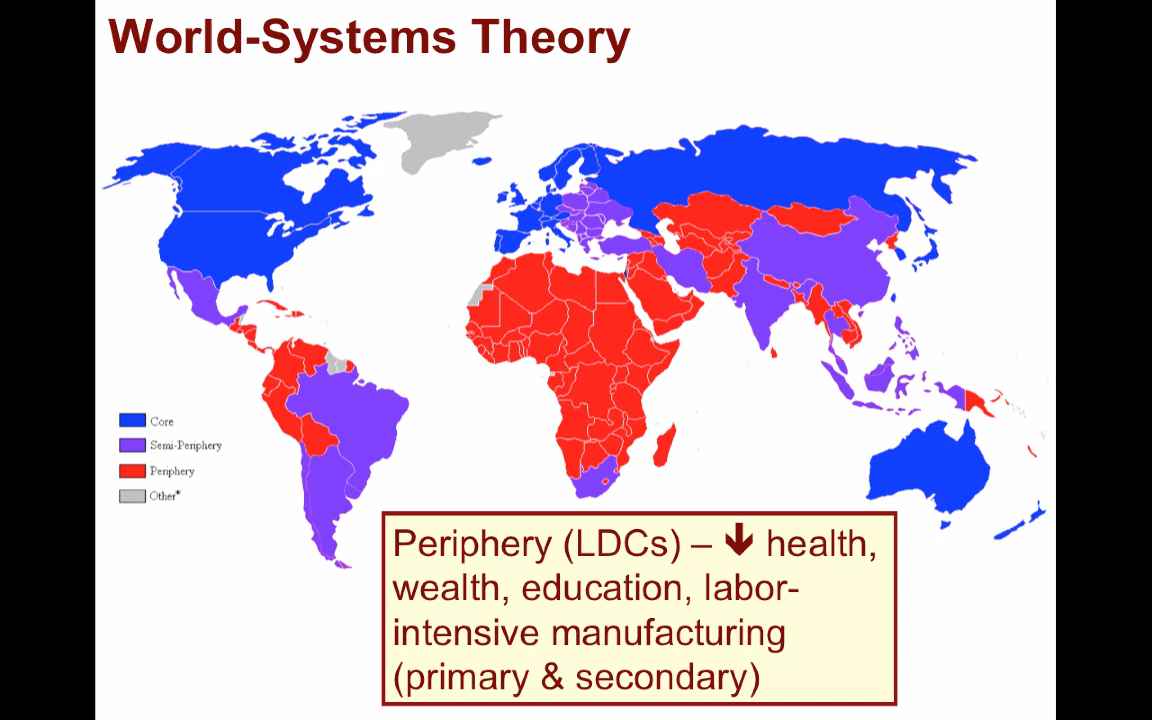 World-Systems Theory
Core
Semi-Periphery
Periphery
Other*
Periphery (LDCs) – 🡻 health,
wealth, education, labor-
intensive manufacturing
(primary & secondary)